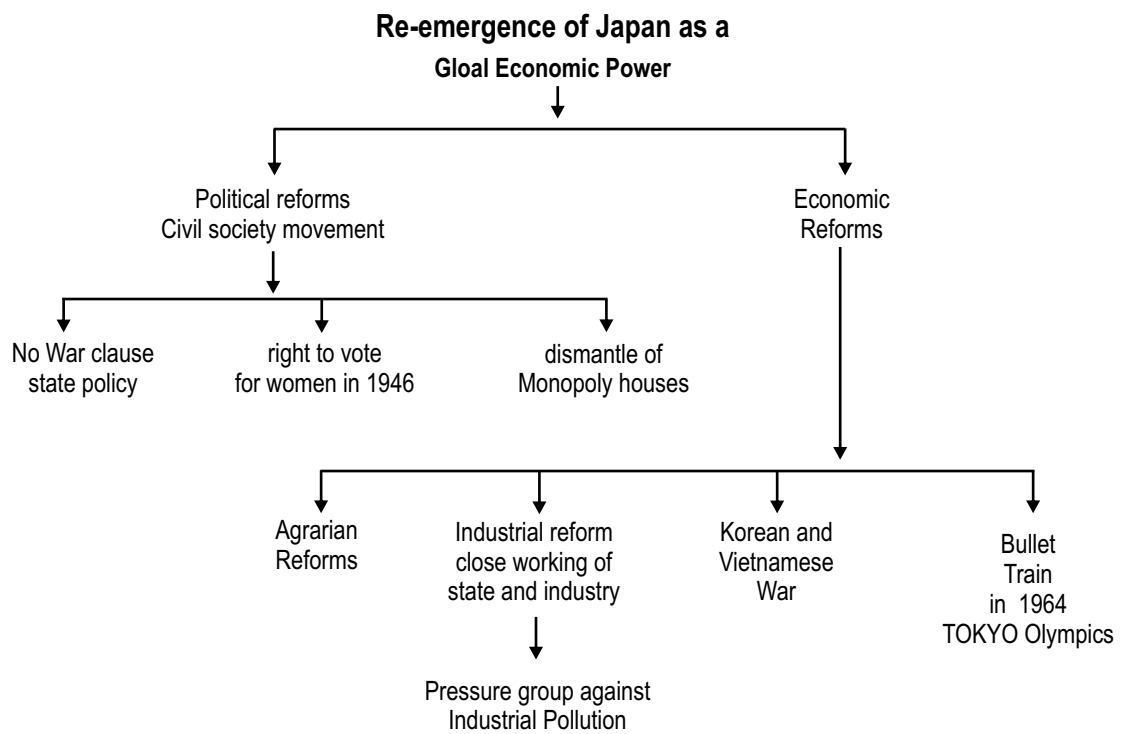 Re-emergence of Japan as a
Gloal Economic Power
Political reforms
Civil society movement
Economic
Reforms
No War clause
state policy
right to vote
for women in 1946
dismantle of
Monopoly houses
Agrarian
Reforms
Industrial reform
close working of
state and industry
Korean and
Vietnamese
War
Bullet
Train
in 1964
TOKYO Olympics
Pressure group against
Industrial Pollution